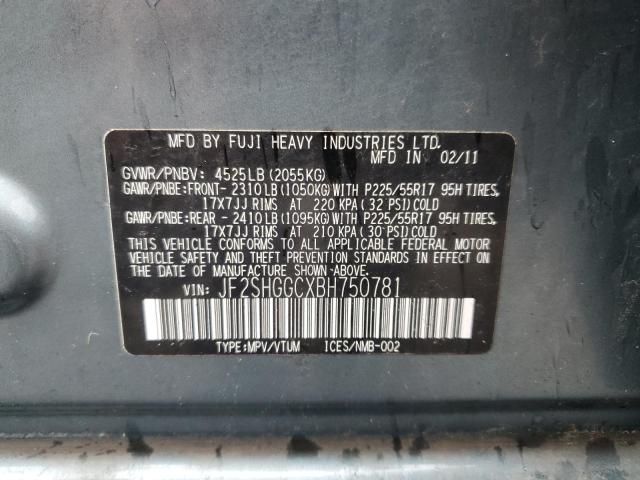 MFD BY FUJI HEAVY INDUSTRIES LTD.
MFD IN 02/11
GVWR/PNBV: 4525LB(2055KG)
GAWR/PNBE:FRONT-2310LB(1050KG)WITH P225/55R17 95H TIRES,
17X7JJ RIMS AT 220 KPA(32 PSI)COLD
GAWR/PNBE:REAR -2410LB(1095KG)WITH P225/55R17 95H TIRES,
17X7JJ RIMS AT 210 KPA(30 PSI)COLD
THIS VEHICLE CONFORMS TO ALL APPLICABLE FEDERAL MOTOR
VEHICLE SAFETY AND THEFT PREVENTION STANDARDS IN EFFECT ON
THE DATE OF MANUFACTURE SHOWN ABOVE.
VIN: JF2SHGGCXBH750781
TYPE:MPV/VTUM ICES/NMB-002